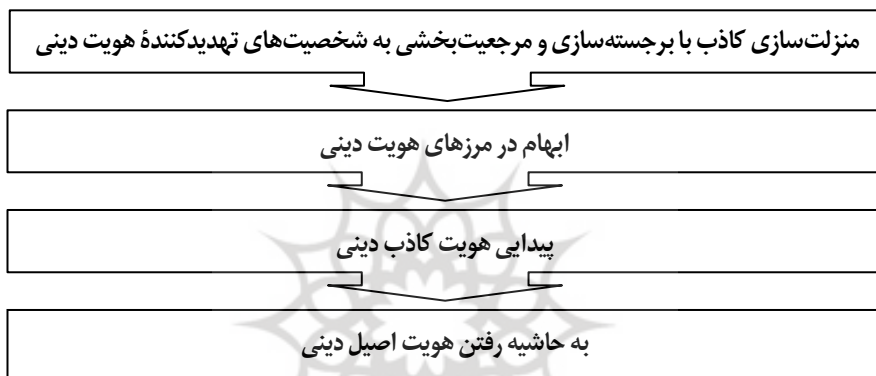 منزلت‌سازی کاذب با برجسته‌سازی و مرجعیت‌بخشی به شخصیت‌های تهدیدکنندهٔ هویت دینی
ابهام در مرزهای هویت دینی
پیدایی هویت کاذب دینی
به حاشیه رفتن هویت اصیل دینی